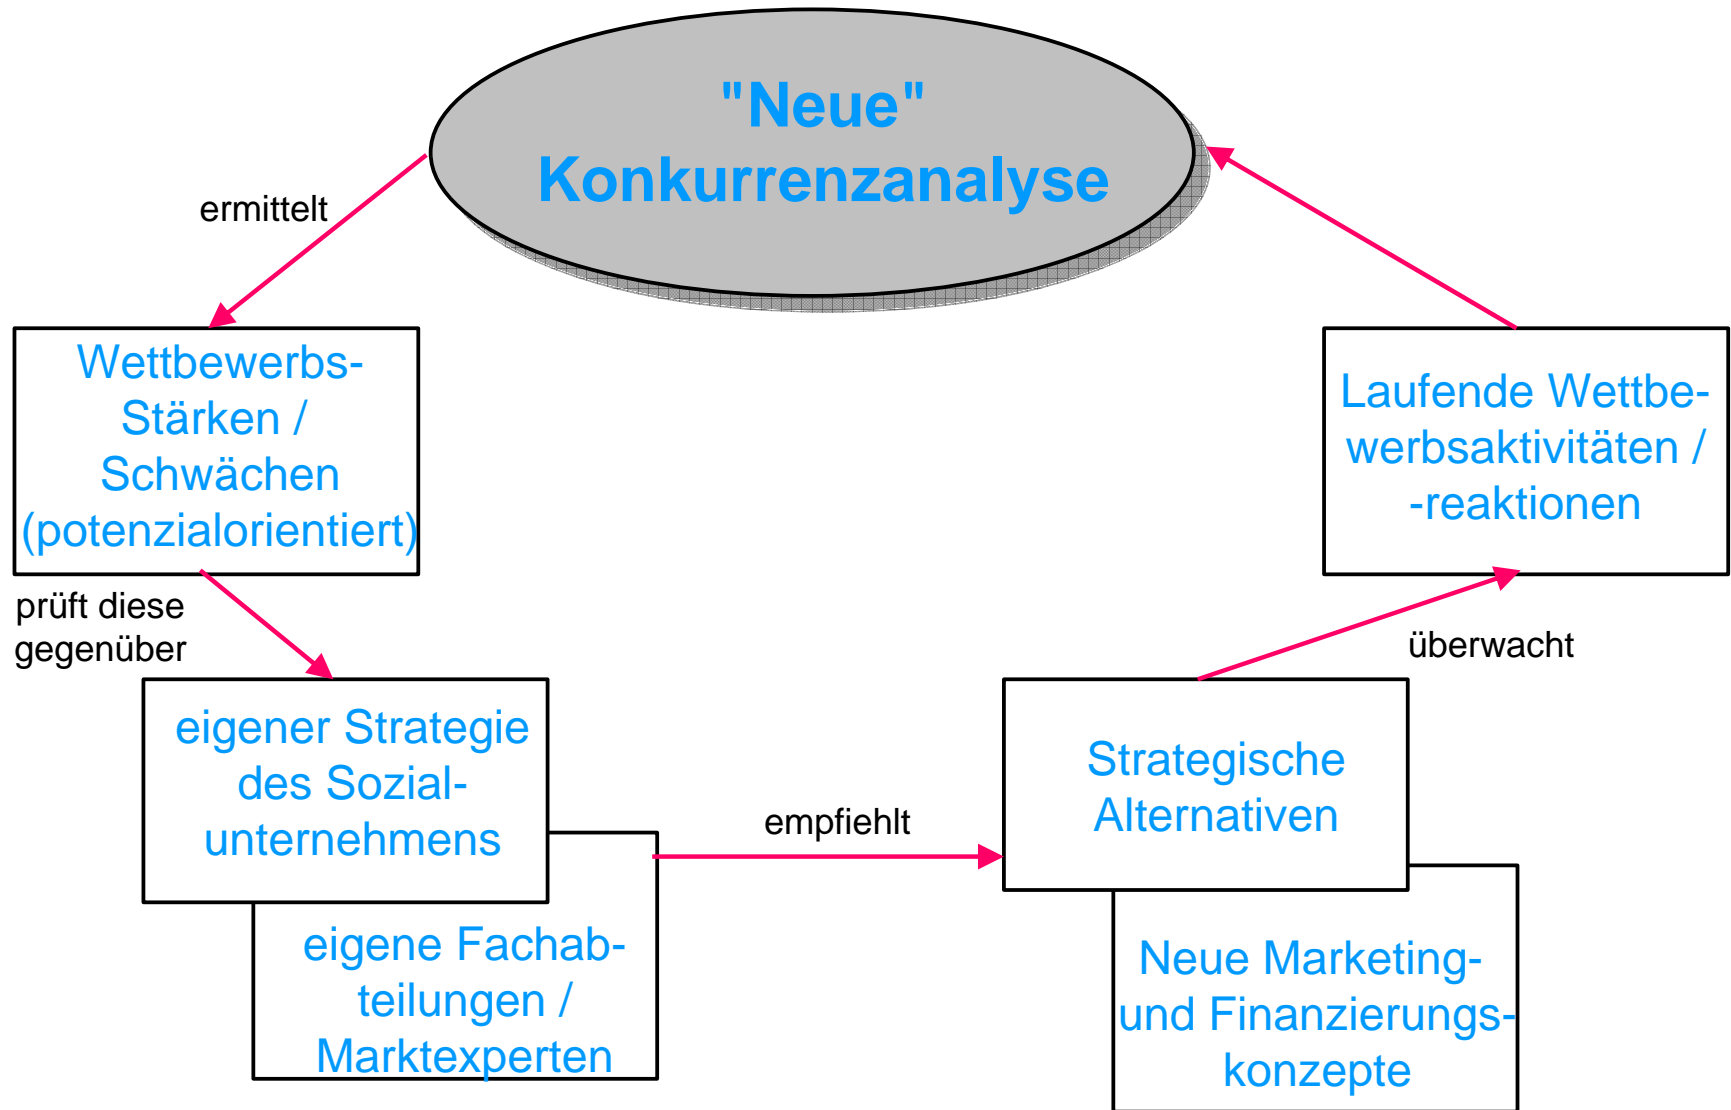 "Neue"
Konkurrenzanalyse
ermittelt
Wettbewerbs-
Stärken /
Schwächen
(potenzialorientiert)
prüft diese
gegenüber
eigener Strategie
des Sozial-
unternehmens
eigene Fachab-
teilungen /
Marktexperten
empfiehlt
Strategische
Alternativen
Neue Marketing-
und Finanzierungs-
konzepte
überwacht
Laufende Wettbe-
werbsaktivitäten /
-reaktionen